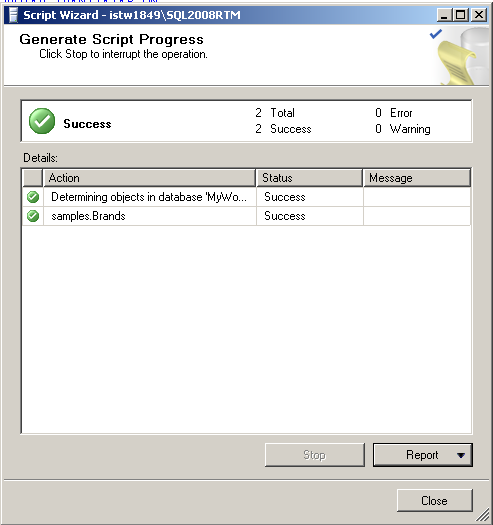 Script Wizard - istw1849\SQL2008RTM
Generate Script Progress
Click Stop to interrupt the operation.
Success
2 Total
0 Error
2 Success
0 Warning
Details:
Action Status Message
Determining objects in database 'MyWo... Success
samples.Brands Success
Stop Report
Close